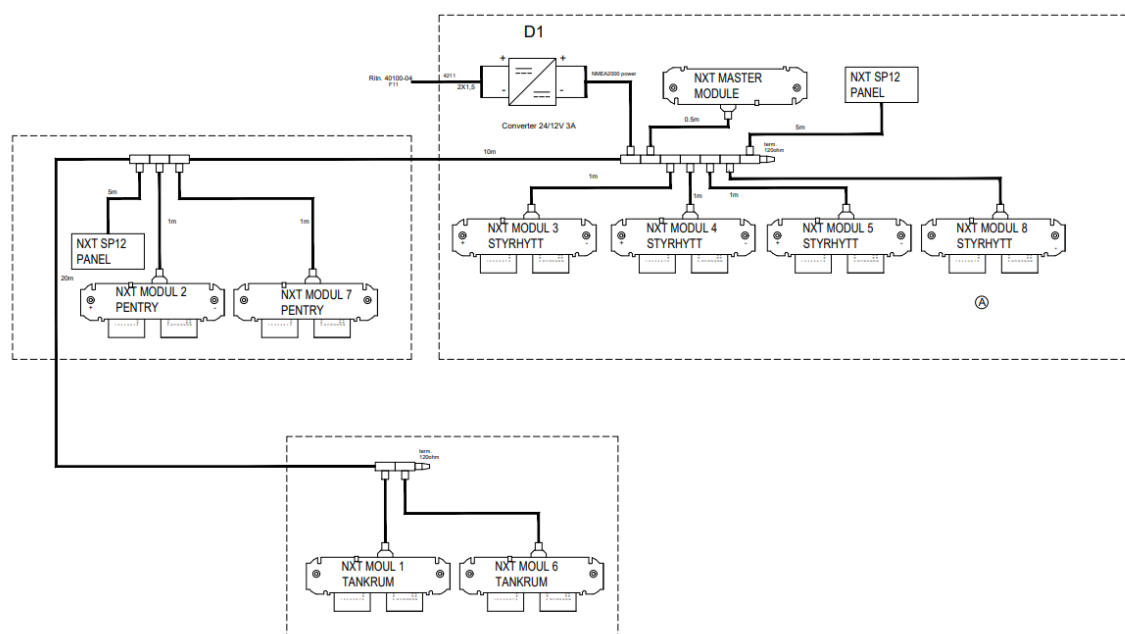 D1
Ritn. 40100-04
F11
4211
2X1,5
+
-
+
-
NMEA2000 power
Converter 24/12V 3A
NXT MASTER
MODULE
NXT SP12
PANEL
0.5m
5m
term.
120ohm
10m
1m
1m
1m
NXT MODUL 3
STYRHYTT
+
-
NXT MODUL 4
STYRHYTT
+
-
NXT MODUL 5
STYRHYTT
+
-
NXT MODUL 8
STYRHYTT
-
A
5m
1m
1m
NXT SP12
PANEL
20m
NXT MODUL 2
PENTRY
+
-
NXT MODUL 7
PENTRY
term.
120ohm
NXT MOUL 1
TANKRUM
NXT MOUL 6
TANKRUM